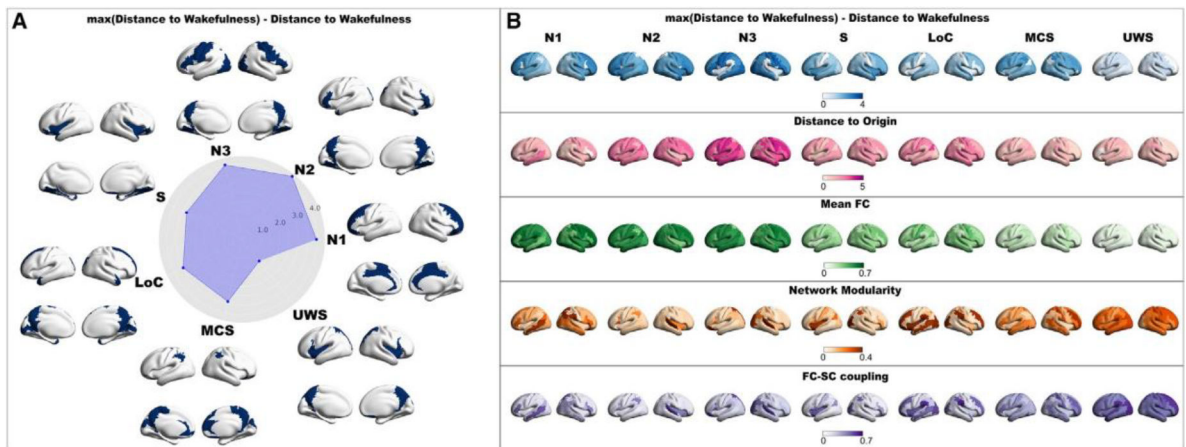 A
max(Distance to Wakefulness) - Distance to Wakefulness
N3
N2
S
4.0
3.0
2.0
1.0
N1
LoC
UWS
MCS
B
max(Distance to Wakefulness) - Distance to Wakefulness
N1 N2 N3 S LoC MCS UWS
0 4
Distance to Origin
0 5
Mean FC
0 0.7
Network Modularity
0 0.4
FC-SC coupling
0 0.7